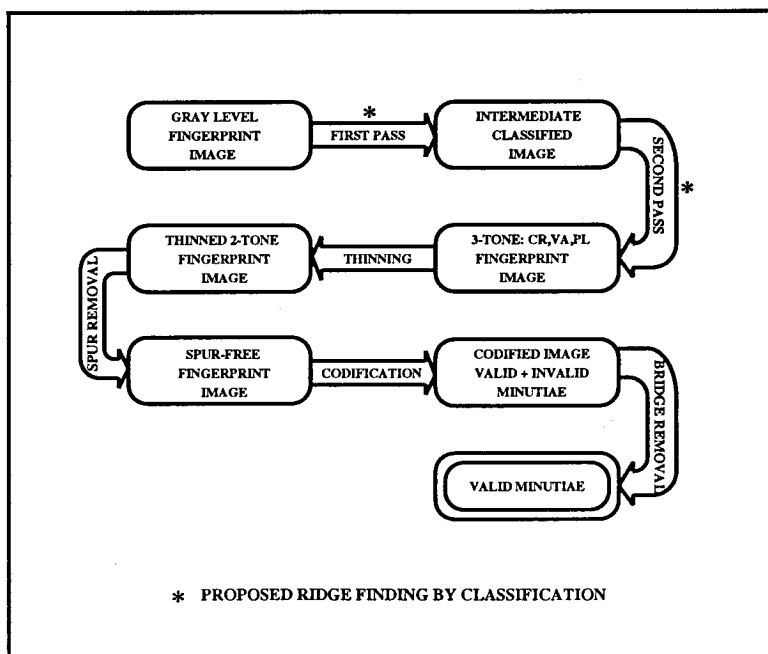 GRAY LEVEL
FINGERPRINT
IMAGE
*
FIRST PASS
INTERMEDIATE
CLASSIFIED
IMAGE
SECOND PASS
*
3-TONE: CR,VA,PL
FINGERPRINT
IMAGE
THINNING
THINNED 2-TONE
FINGERPRINT
IMAGE
SPUR REMOVAL
SPUR-FREE
FINGERPRINT
IMAGE
CODIFICATION
CODIFIED IMAGE
VALID + INVALID
MINUTIAE
BRIDGE REMOVAL
VALID MINUTIAE
* PROPOSED RIDGE FINDING BY CLASSIFICATION